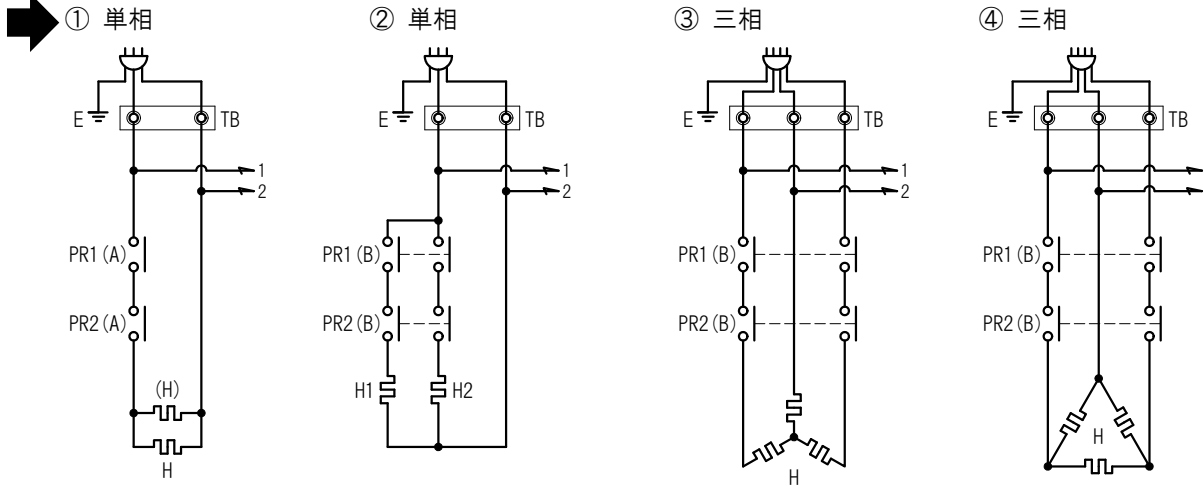 ① 単相
② 単相
③ 三相
④ 三相
E TB
E TB
E TB
E TB
1
1
1
2
2
2
PR1(A)
PR1(B)
PR1(B)
PR1(B)
PR2(A)
PR2(B)
PR2(B)
PR2(B)
(H)
H1 H2
H
H
H